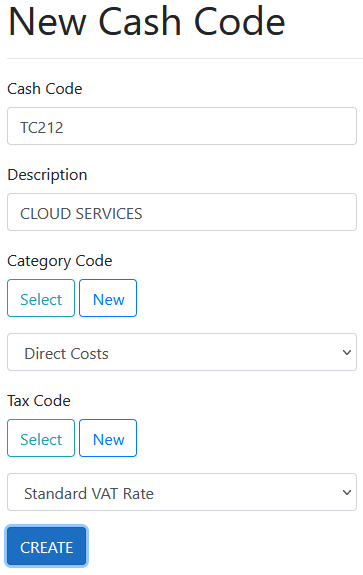 New Cash Code
Cash Code
TC212
Description
CLOUD SERVICES
Category Code
Select New
Direct Costs
Tax Code
Select New
Standard VAT Rate
CREATE